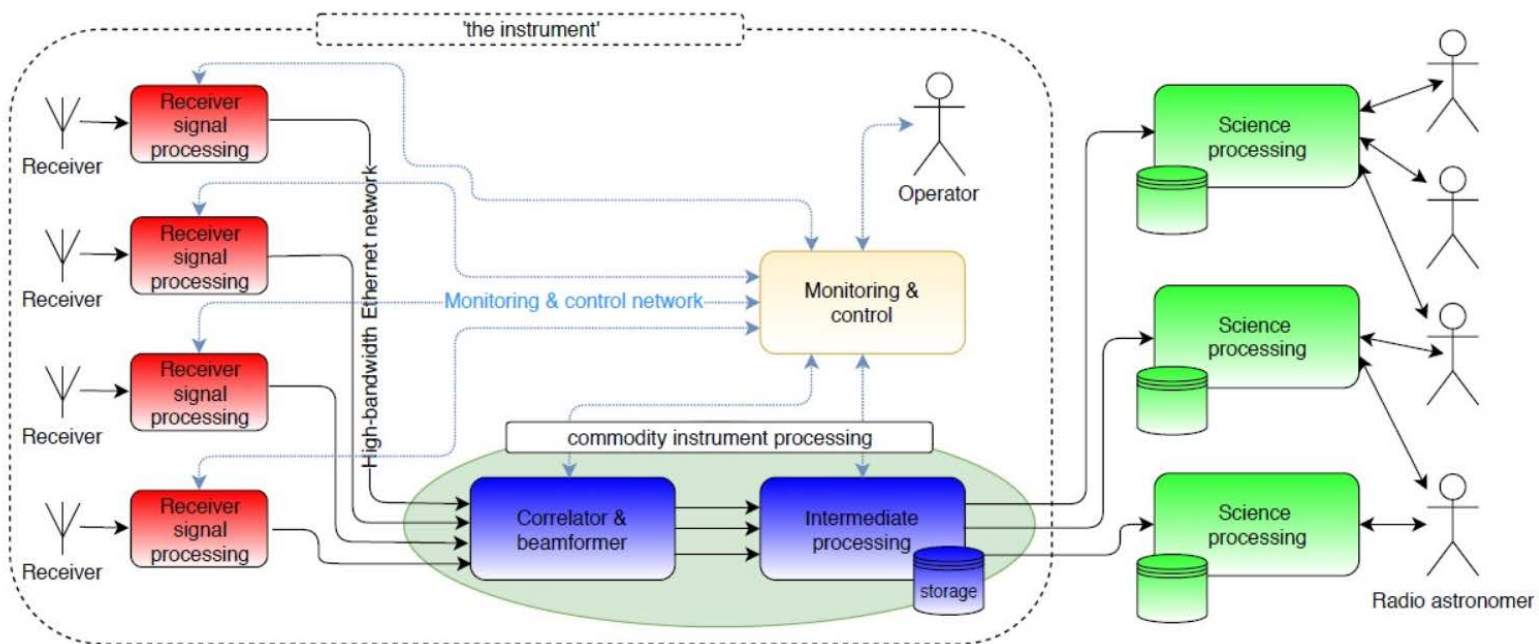 'the instrument'
Receiver
signal
processing
Receiver
Receiver
signal
processing
Receiver
Receiver
signal
processing
Receiver
Receiver
signal
processing
Receiver
High-bandwidth Ethernet network
Monitoring & control network
Operator
Monitoring &
control
commodity instrument processing
Correlator &
beamformer
Intermediate
processing
storage
Science
processing
Science
processing
Science
processing
Radio astronomer